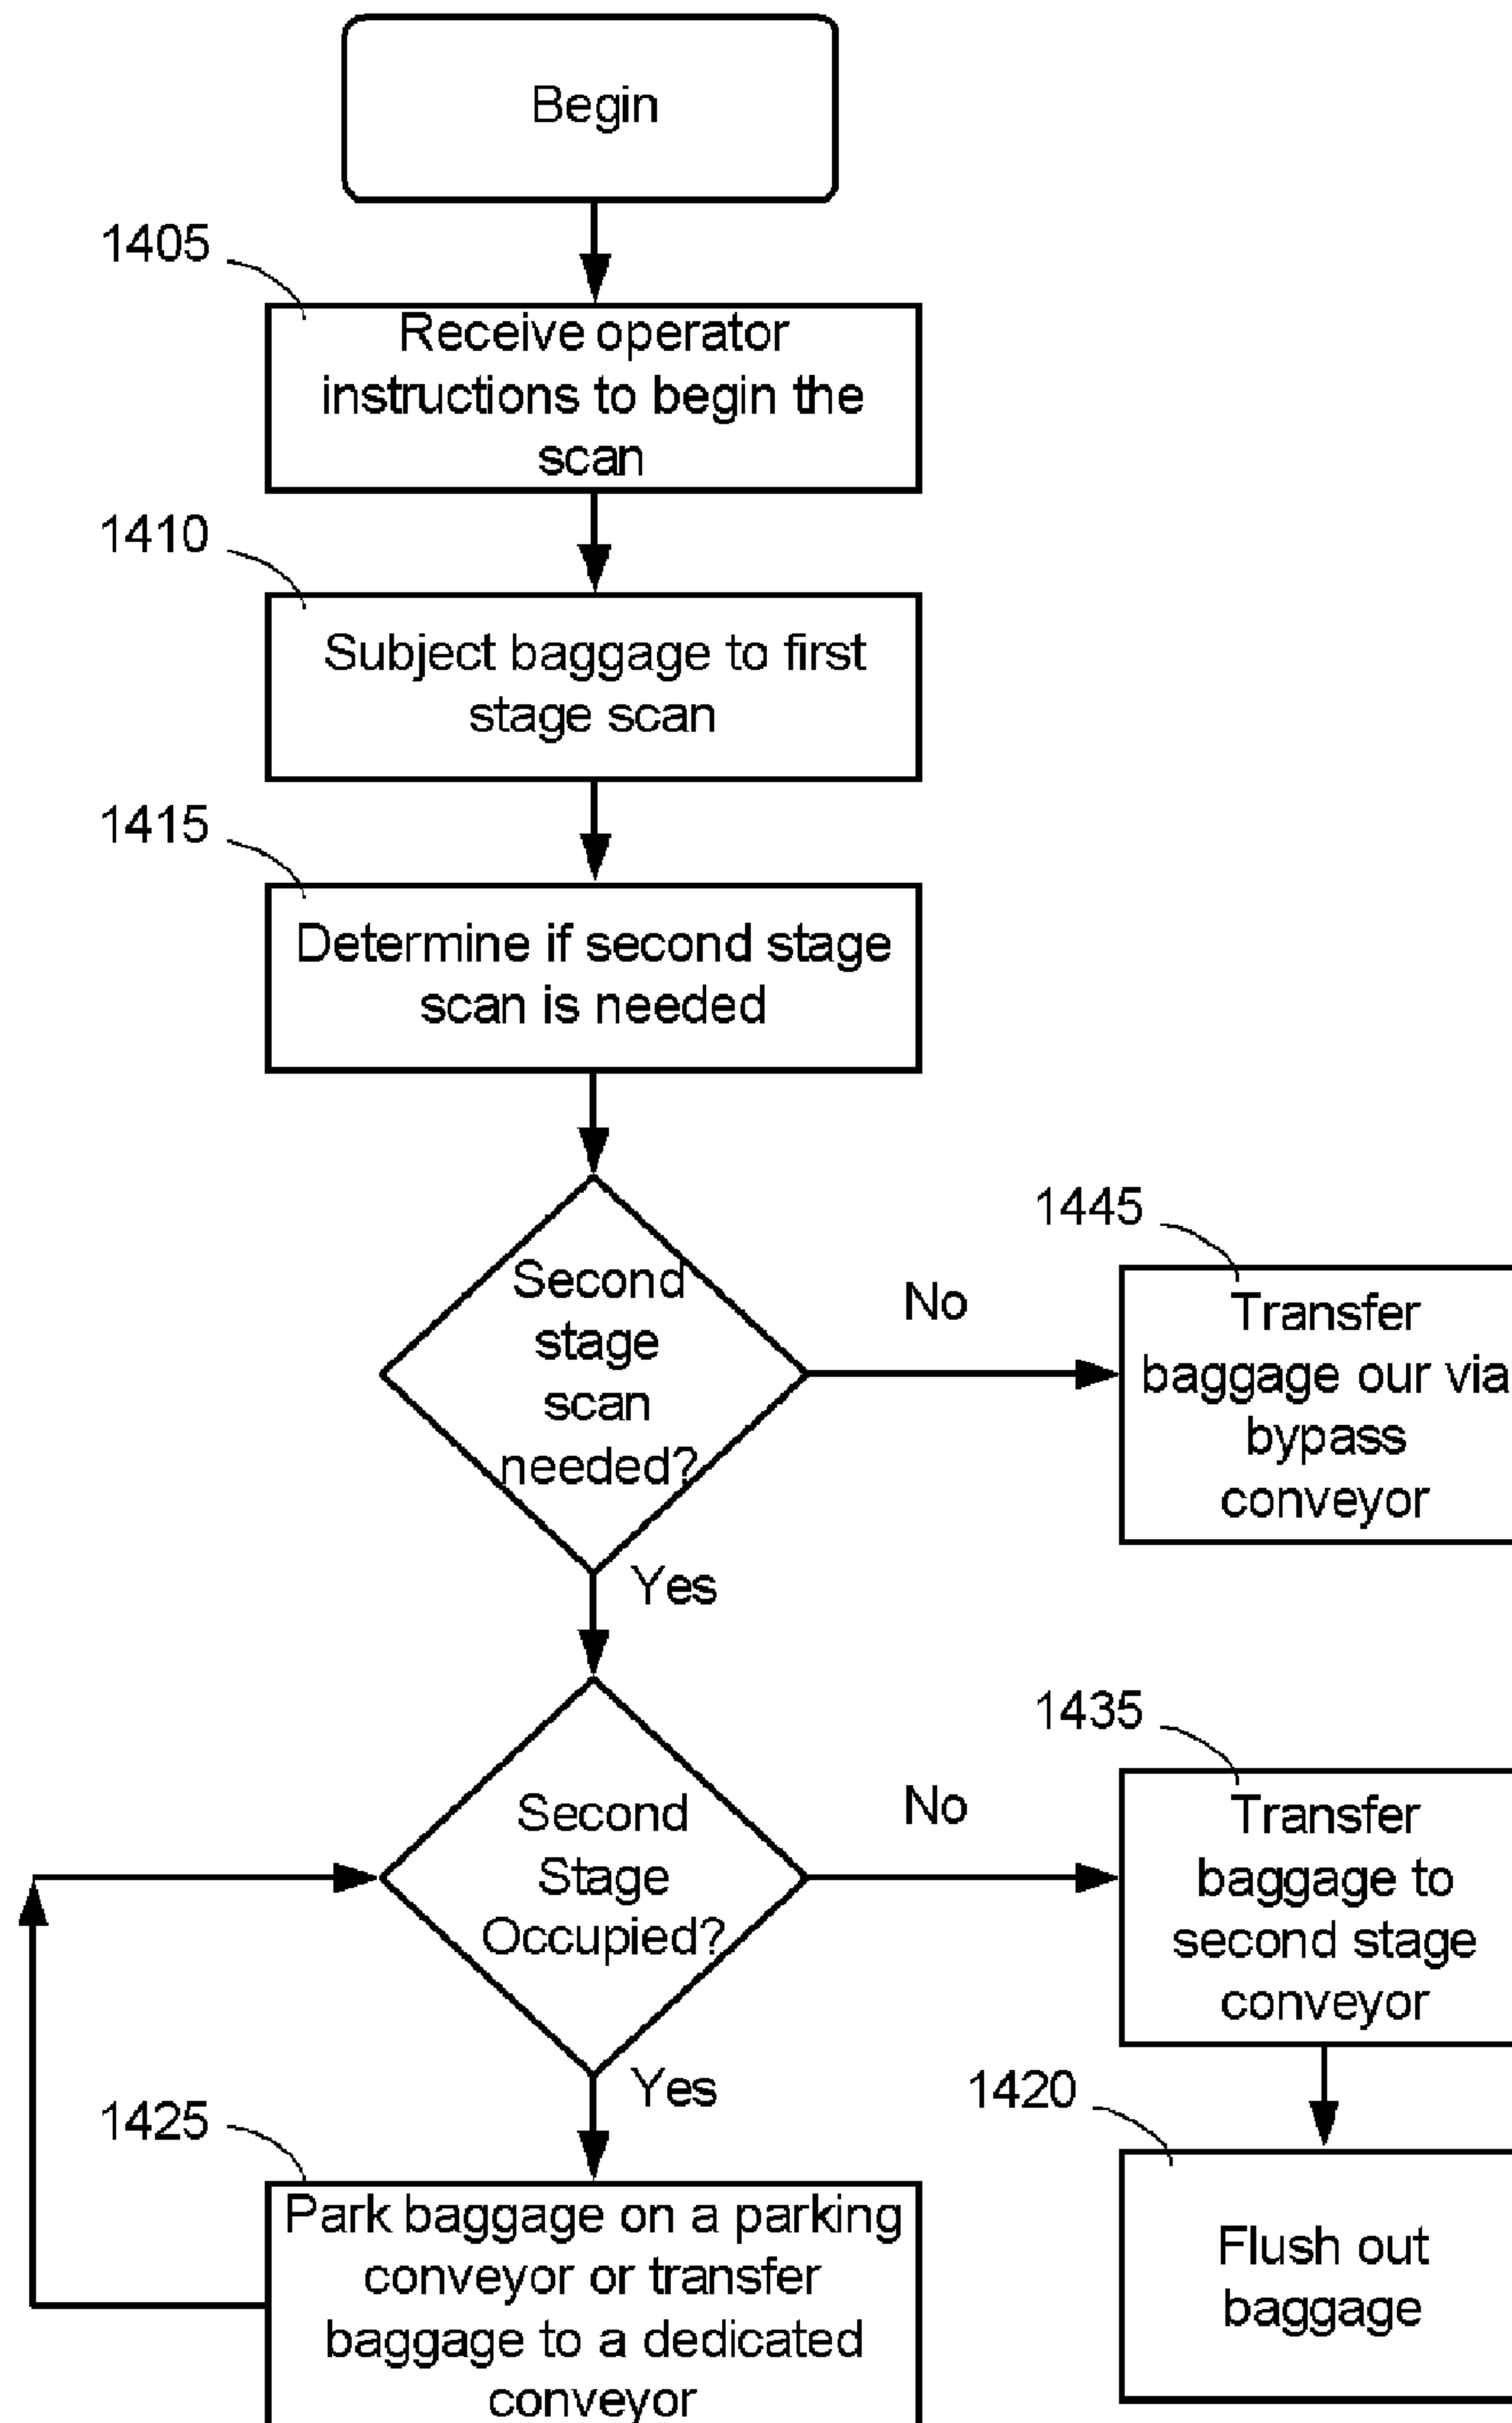 Begin
1405
Receive operator
instructions to begin the
scan
1410
Subject baggage to first
stage scan
1415
Determine if second stage
scan is needed
Second
stage
scan
needed?
No
1445
Transfer
baggage our via
bypass
conveyor
Yes
Second
Stage
Occupied?
No
1435
Transfer
baggage to
second stage
conveyor
Yes
1425
Park baggage on a parking
conveyor or transfer
baggage to a dedicated
conveyor
1420
Flush out
baggage